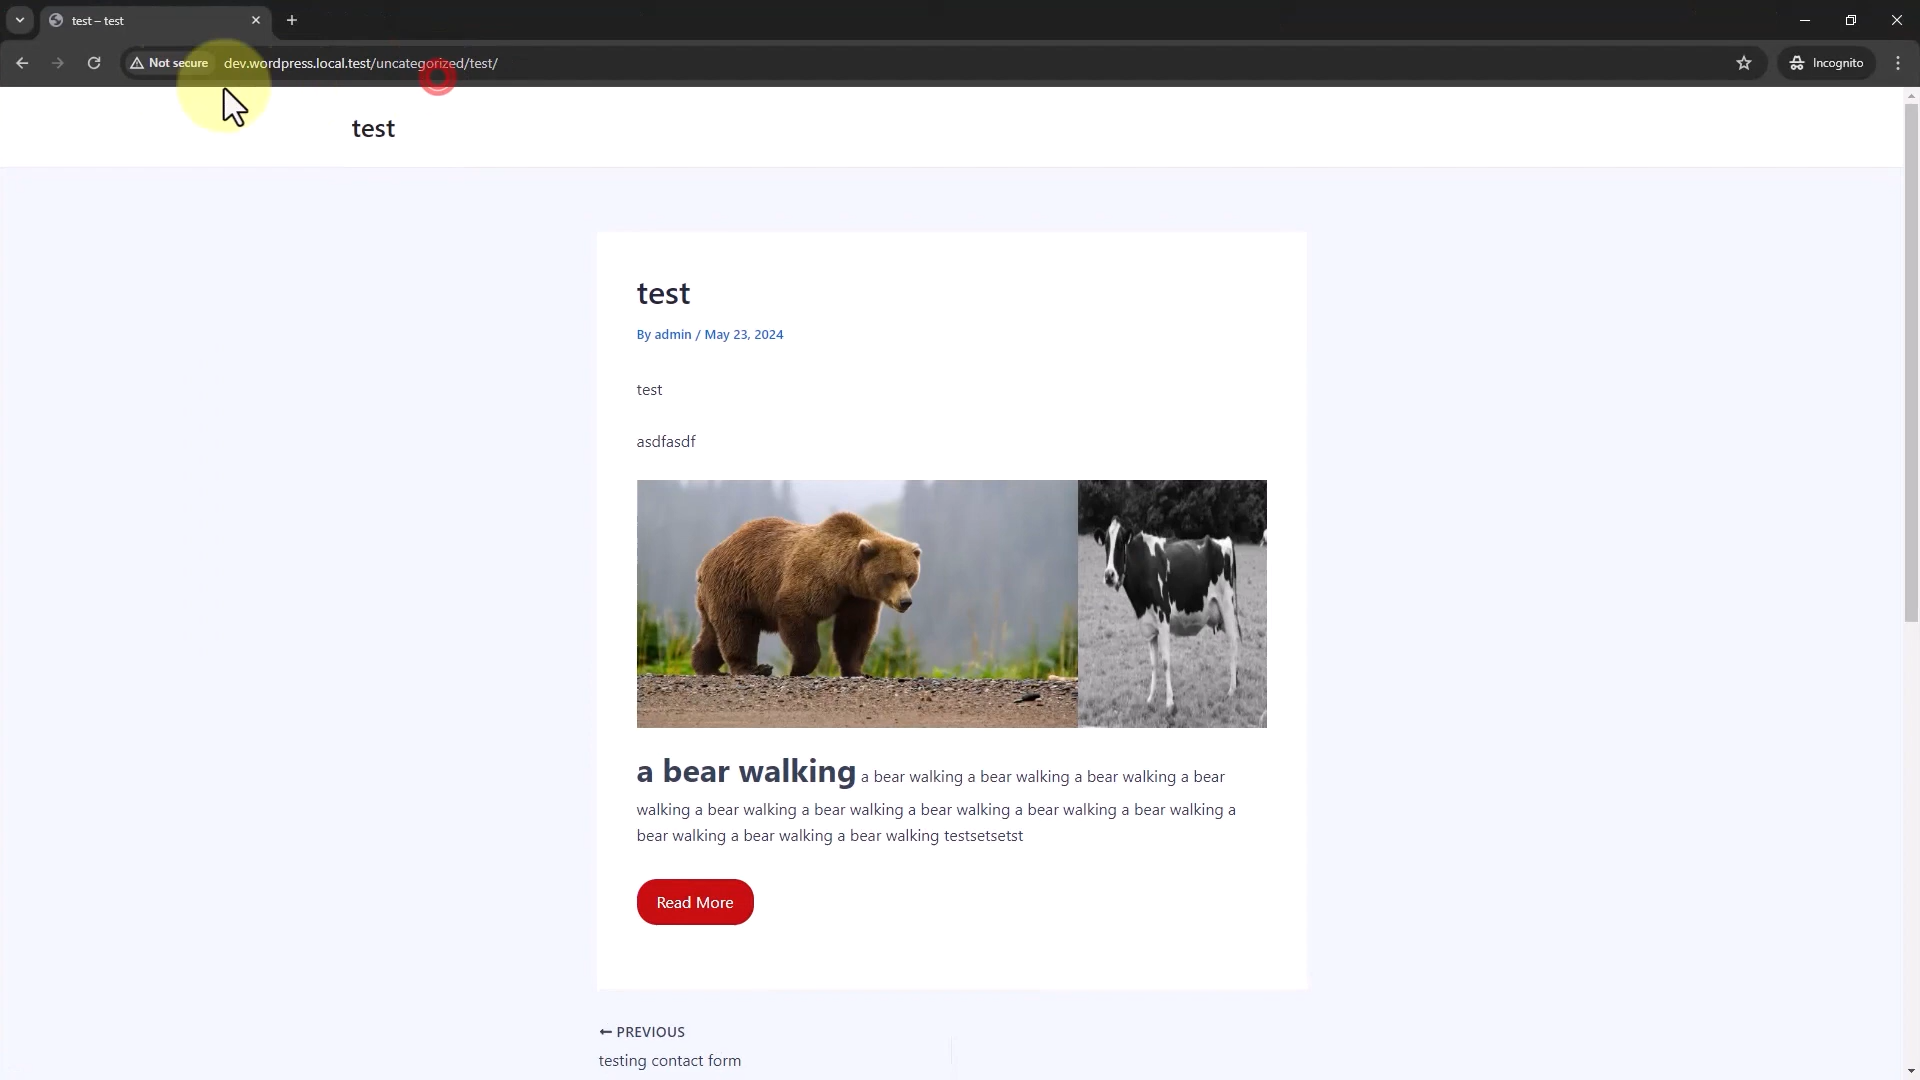 test – test
Not secure
dev.wordpress.local.test/uncategorized/test/
Incognito
test
test
By admin / May 23, 2024
test
asdfasdf
a bear walking a bear walking a bear walking a bear walking a bear
walking a bear walking a bear walking a bear walking a bear walking a bear walking a
bear walking a bear walking a bear walking testsetsetst
Read More
← PREVIOUS
testing contact form